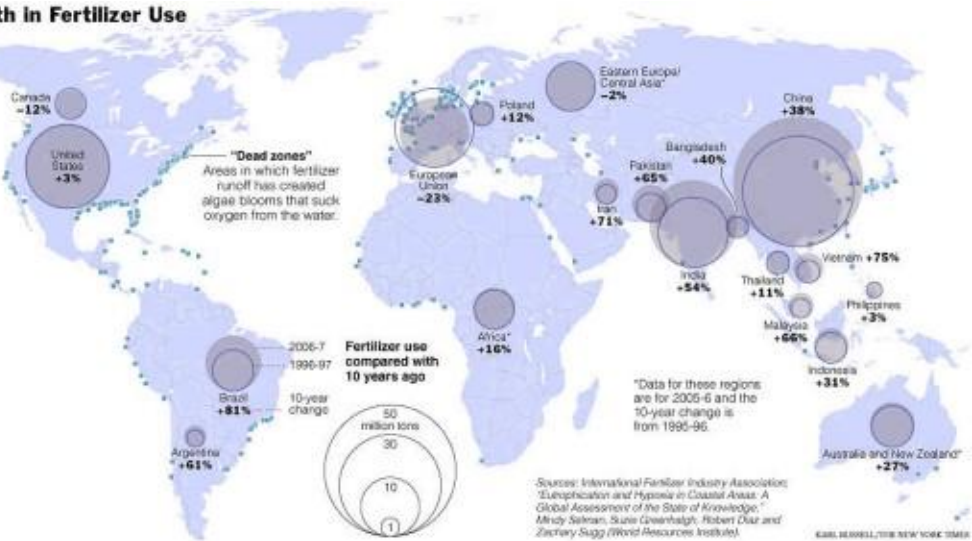 th in Fertilizer Use
Canada
–12%
United
States
+3%
"Dead zones"
Areas in which fertilizer
runoff has created
algae blooms that suck
oxygen from the water.
European
Union
–23%
Poland
+12%
Eastern Europe/
Central Asia*
–2%
China
+38%
Bangladesh
+40%
Pakistan
+65%
Iran
+71%
India
+54%
Thailand
+11%
Vietnam +75%
Philippines
+3%
Malaysia
+66%
Indonesia
+31%
Australia and New Zealand*
+27%
Africa*
+16%
2006-7
1996-97
Brazil
+81%
10-year
change
Argentina
+61%
Fertilizer use
compared with
10 years ago
50
million tons
30
10
1
*Data for these regions
are for 2005-6 and the
10-year change is
from 1995-96.
Sources: International Fertilizer Industry Association;
"Eutrophication and Hypoxia in Coastal Areas: A
Global Assessment of the State of Knowledge,"
Mindy Selman, Suzie Greenhalgh, Robert Diaz and
Zachary Sugg (World Resources Institute).
KARL RUSSELL/THE NEW YORK TIMES